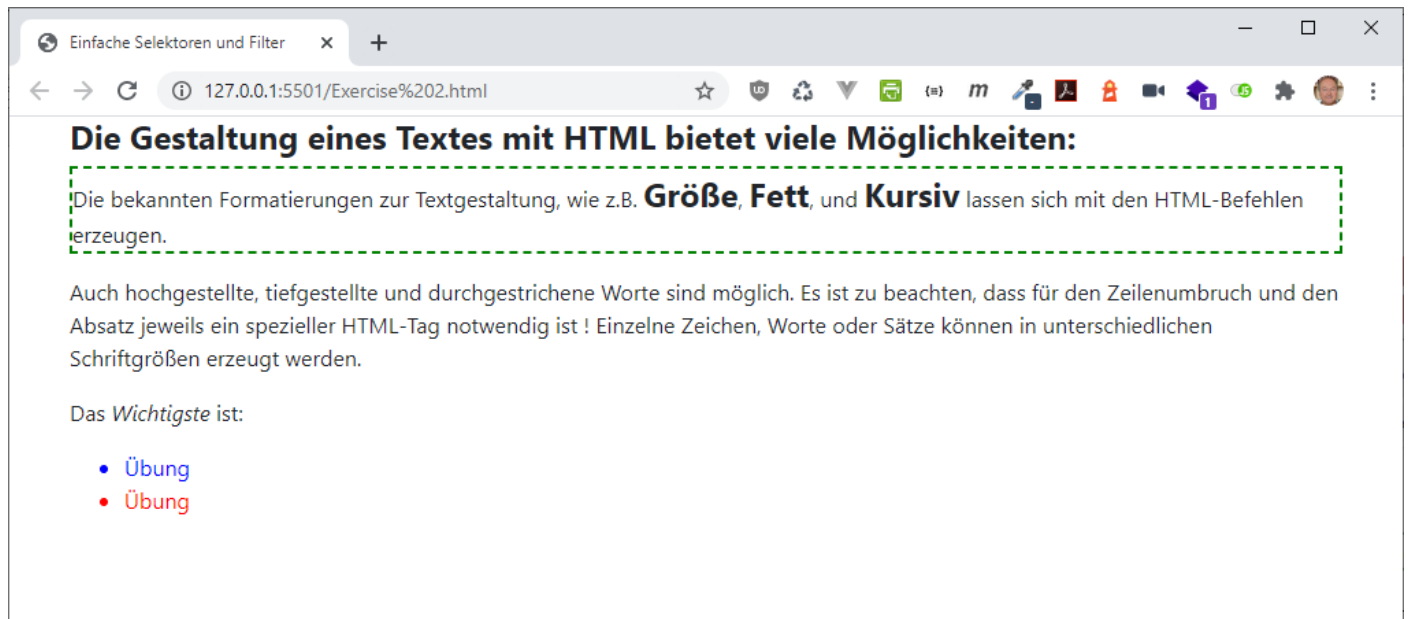 Einfache Selektoren und Filter
127.0.0.1:5501/Exercise%202.html
Die Gestaltung eines Textes mit HTML bietet viele Möglichkeiten:
Die bekannten Formatierungen zur Textgestaltung, wie z.B. Größe, Fett, und Kursiv lassen sich mit den HTML-Befehlen
erzeugen.
Auch hochgestellte, tiefgestellte und durchgestrichene Worte sind möglich. Es ist zu beachten, dass für den Zeilenumbruch und den
Absatz jeweils ein spezieller HTML-Tag notwendig ist ! Einzelne Zeichen, Worte oder Sätze können in unterschiedlichen
Schriftgrößen erzeugt werden.
Das Wichtigste ist:
• Übung
• Übung